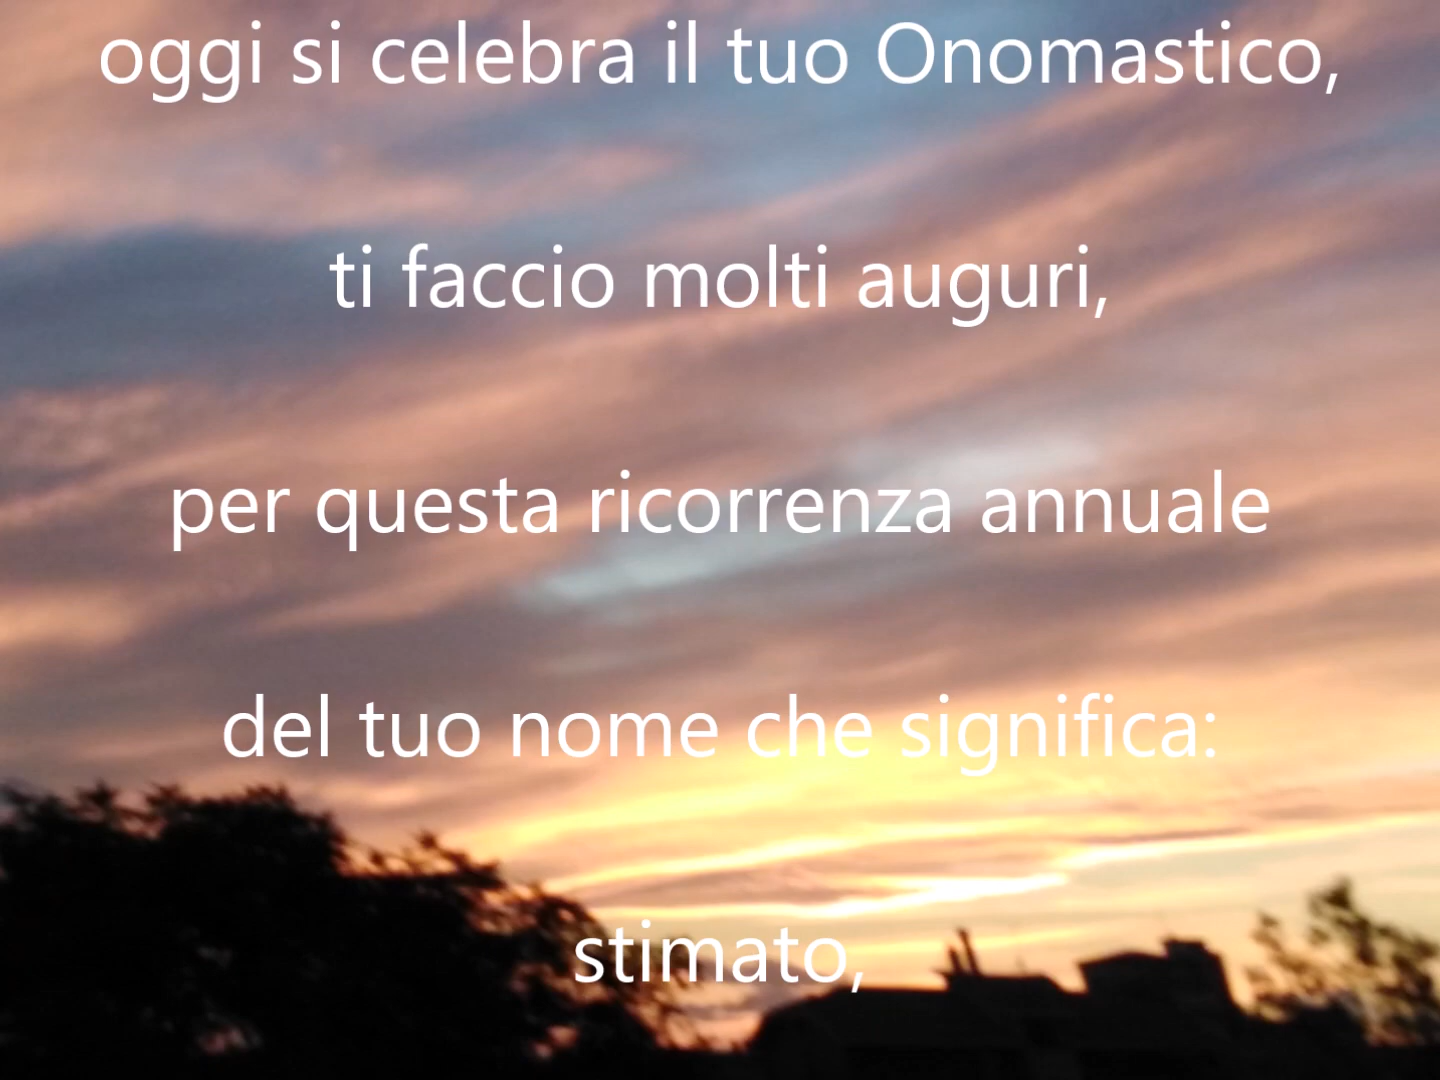 oggi si celebra il tuo Onomastico,
ti faccio molti auguri,
per questa ricorrenza annuale
del tuo nome che significa:
stimato,